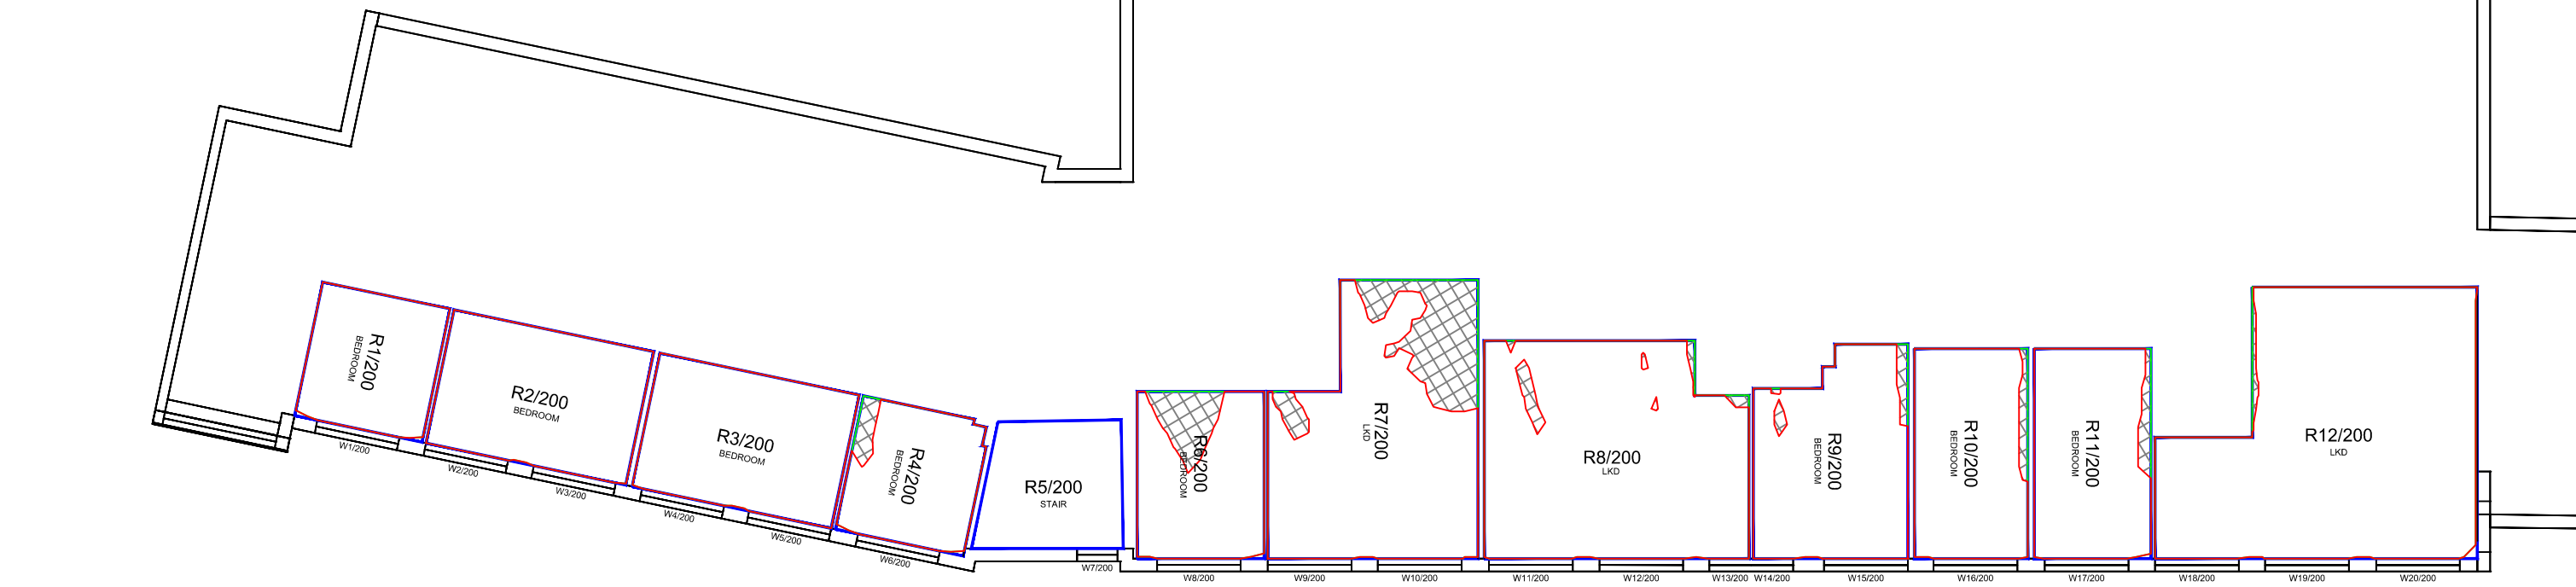 R1/200
BEDROOM
R2/200
BEDROOM
R3/200
BEDROOM
R4/200
BEDROOM
R5/200
STAIR
R6/200
BEDROOM
R7/200
LKD
R8/200
LKD
R9/200
BEDROOM
R10/200
BEDROOM
R11/200
BEDROOM
R12/200
LKD
W1/200
W2/200
W3/200
W4/200
W5/200
W6/200
W7/200
W8/200
W9/200
W10/200
W11/200
W12/200
W13/200
W14/200
W15/200
W16/200
W17/200
W18/200
W19/200
W20/200